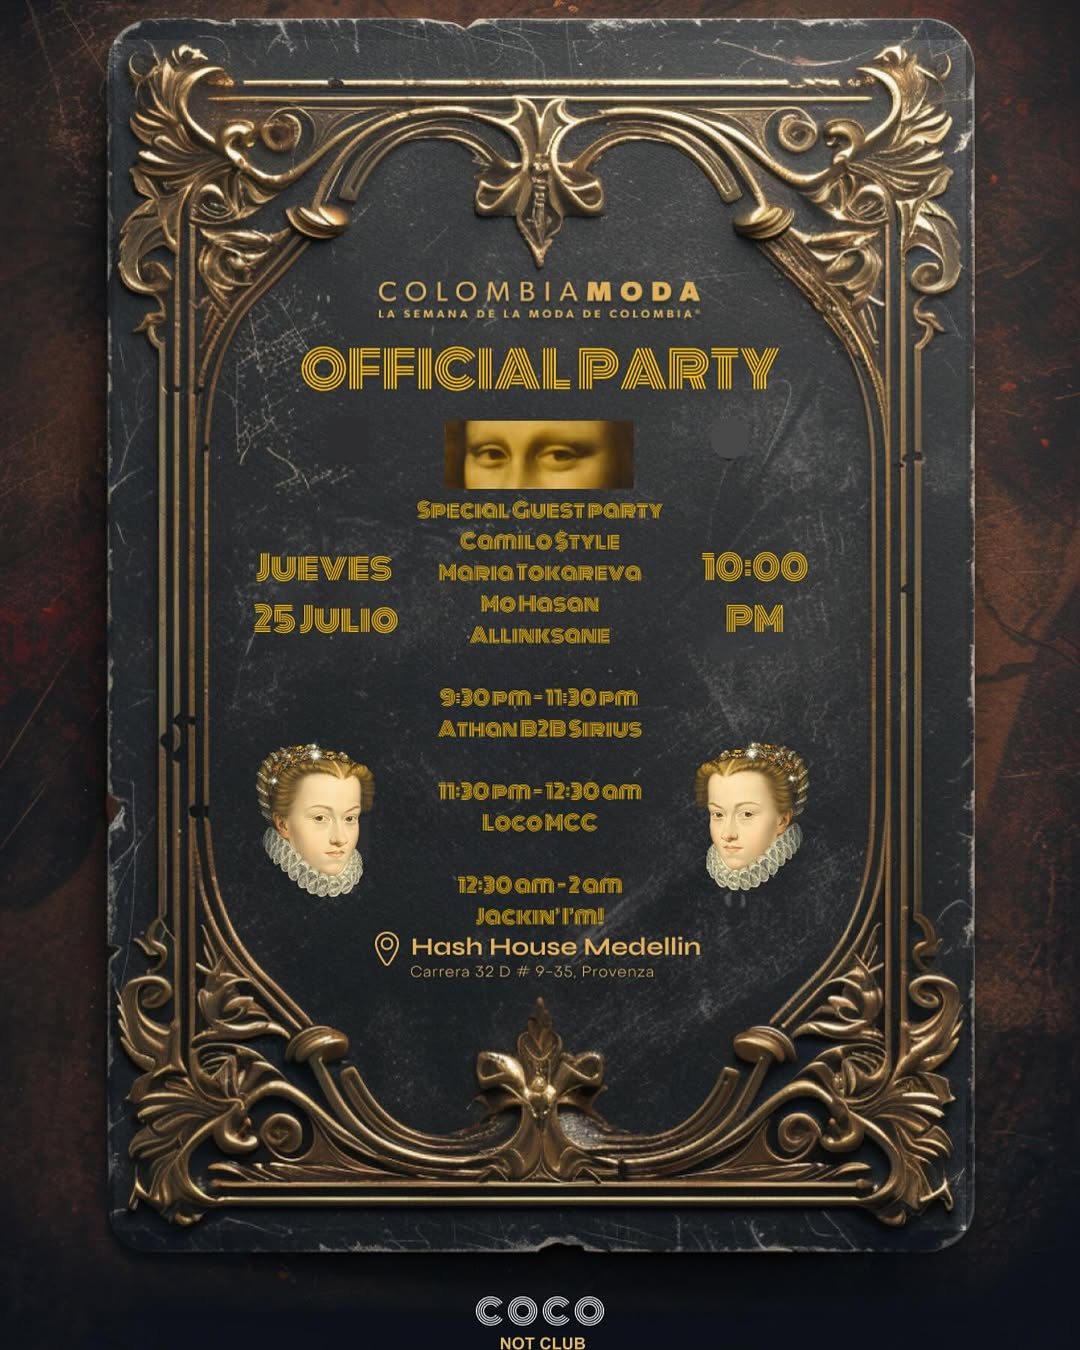 COLOMBIAMODA
LA SEMANA DE LA MODA DE COLOMBIA®
OFFICIAL PARTY
Special Guest party
Camilo $tyle
Maria Tokareva
Mo Hasan
Allinksane
Jueves
25 Julio
10:00
PM
9:30 pm - 11:30 pm
Athan B2B Sirius
11:30 pm - 12:30 am
Loco MCC
12:30 am - 2 am
Jackin' I'm!
Hash House Medellin
Carrera 32 D # 9-35, Provenza
COCO
NOT CLUB